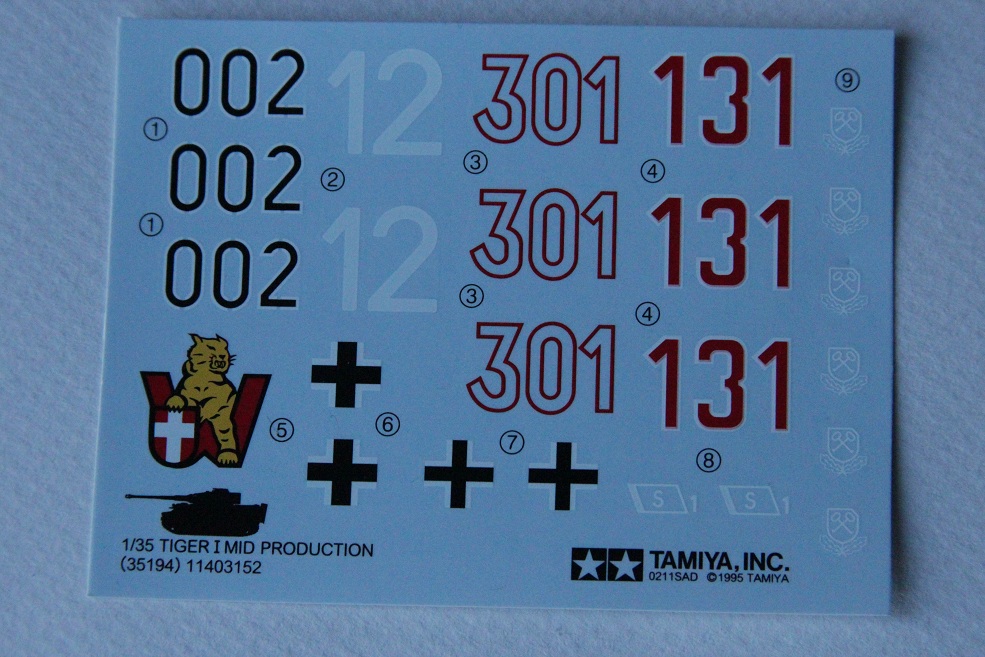 002 12 301 131 ⑨
① ② ③ ④
002
① 12 301 131
002 ③ ④
301 131
⑤ ⑥ ⑦ ⑧
S 1 S 1
1/35 TIGER I MID PRODUCTION
(35194) 11403152
TAMIYA, INC.
0211SAD ©1995 TAMIYA